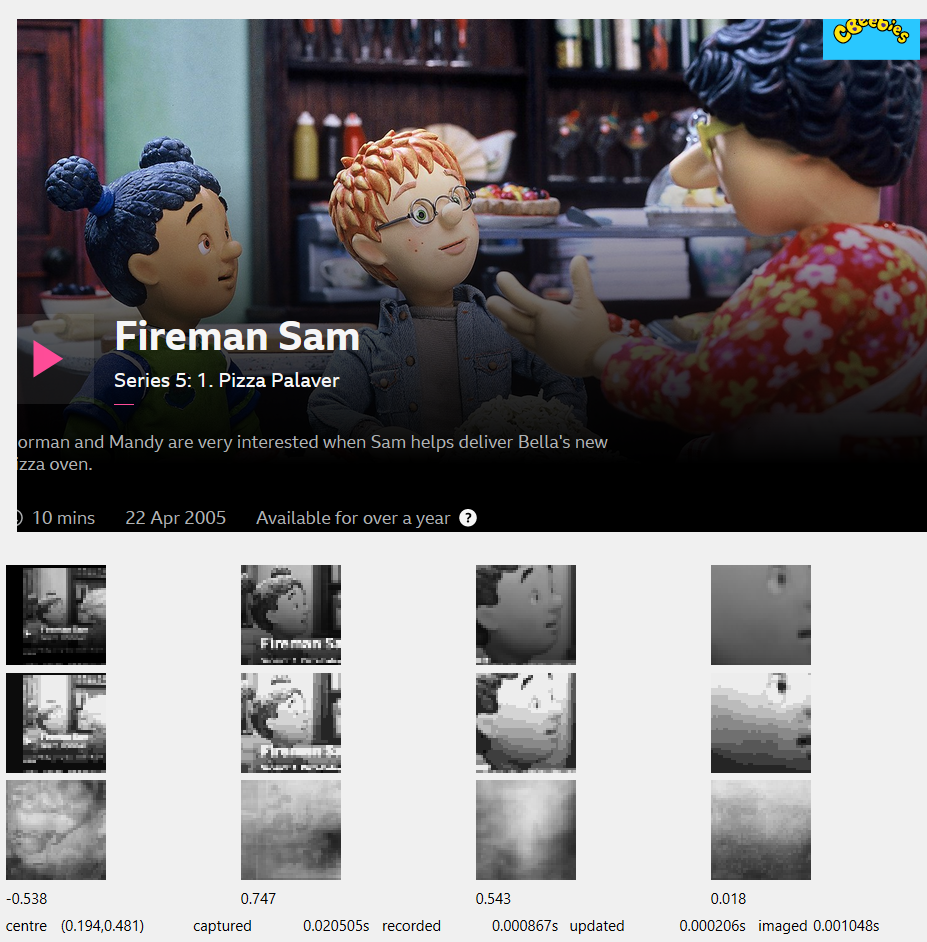 CBeebies
Fireman Sam
Series 5: 1. Pizza Palaver
orman and Mandy are very interested when Sam helps deliver Bella's new
izza oven.
10 mins 22 Apr 2005 Available for over a year ?
Fireman Sa
Fireman Sa
-0.538 0.747 0.543 0.018
centre (0.194,0.481) captured 0.020505s recorded 0.000867s updated 0.000206s imaged 0.001048s